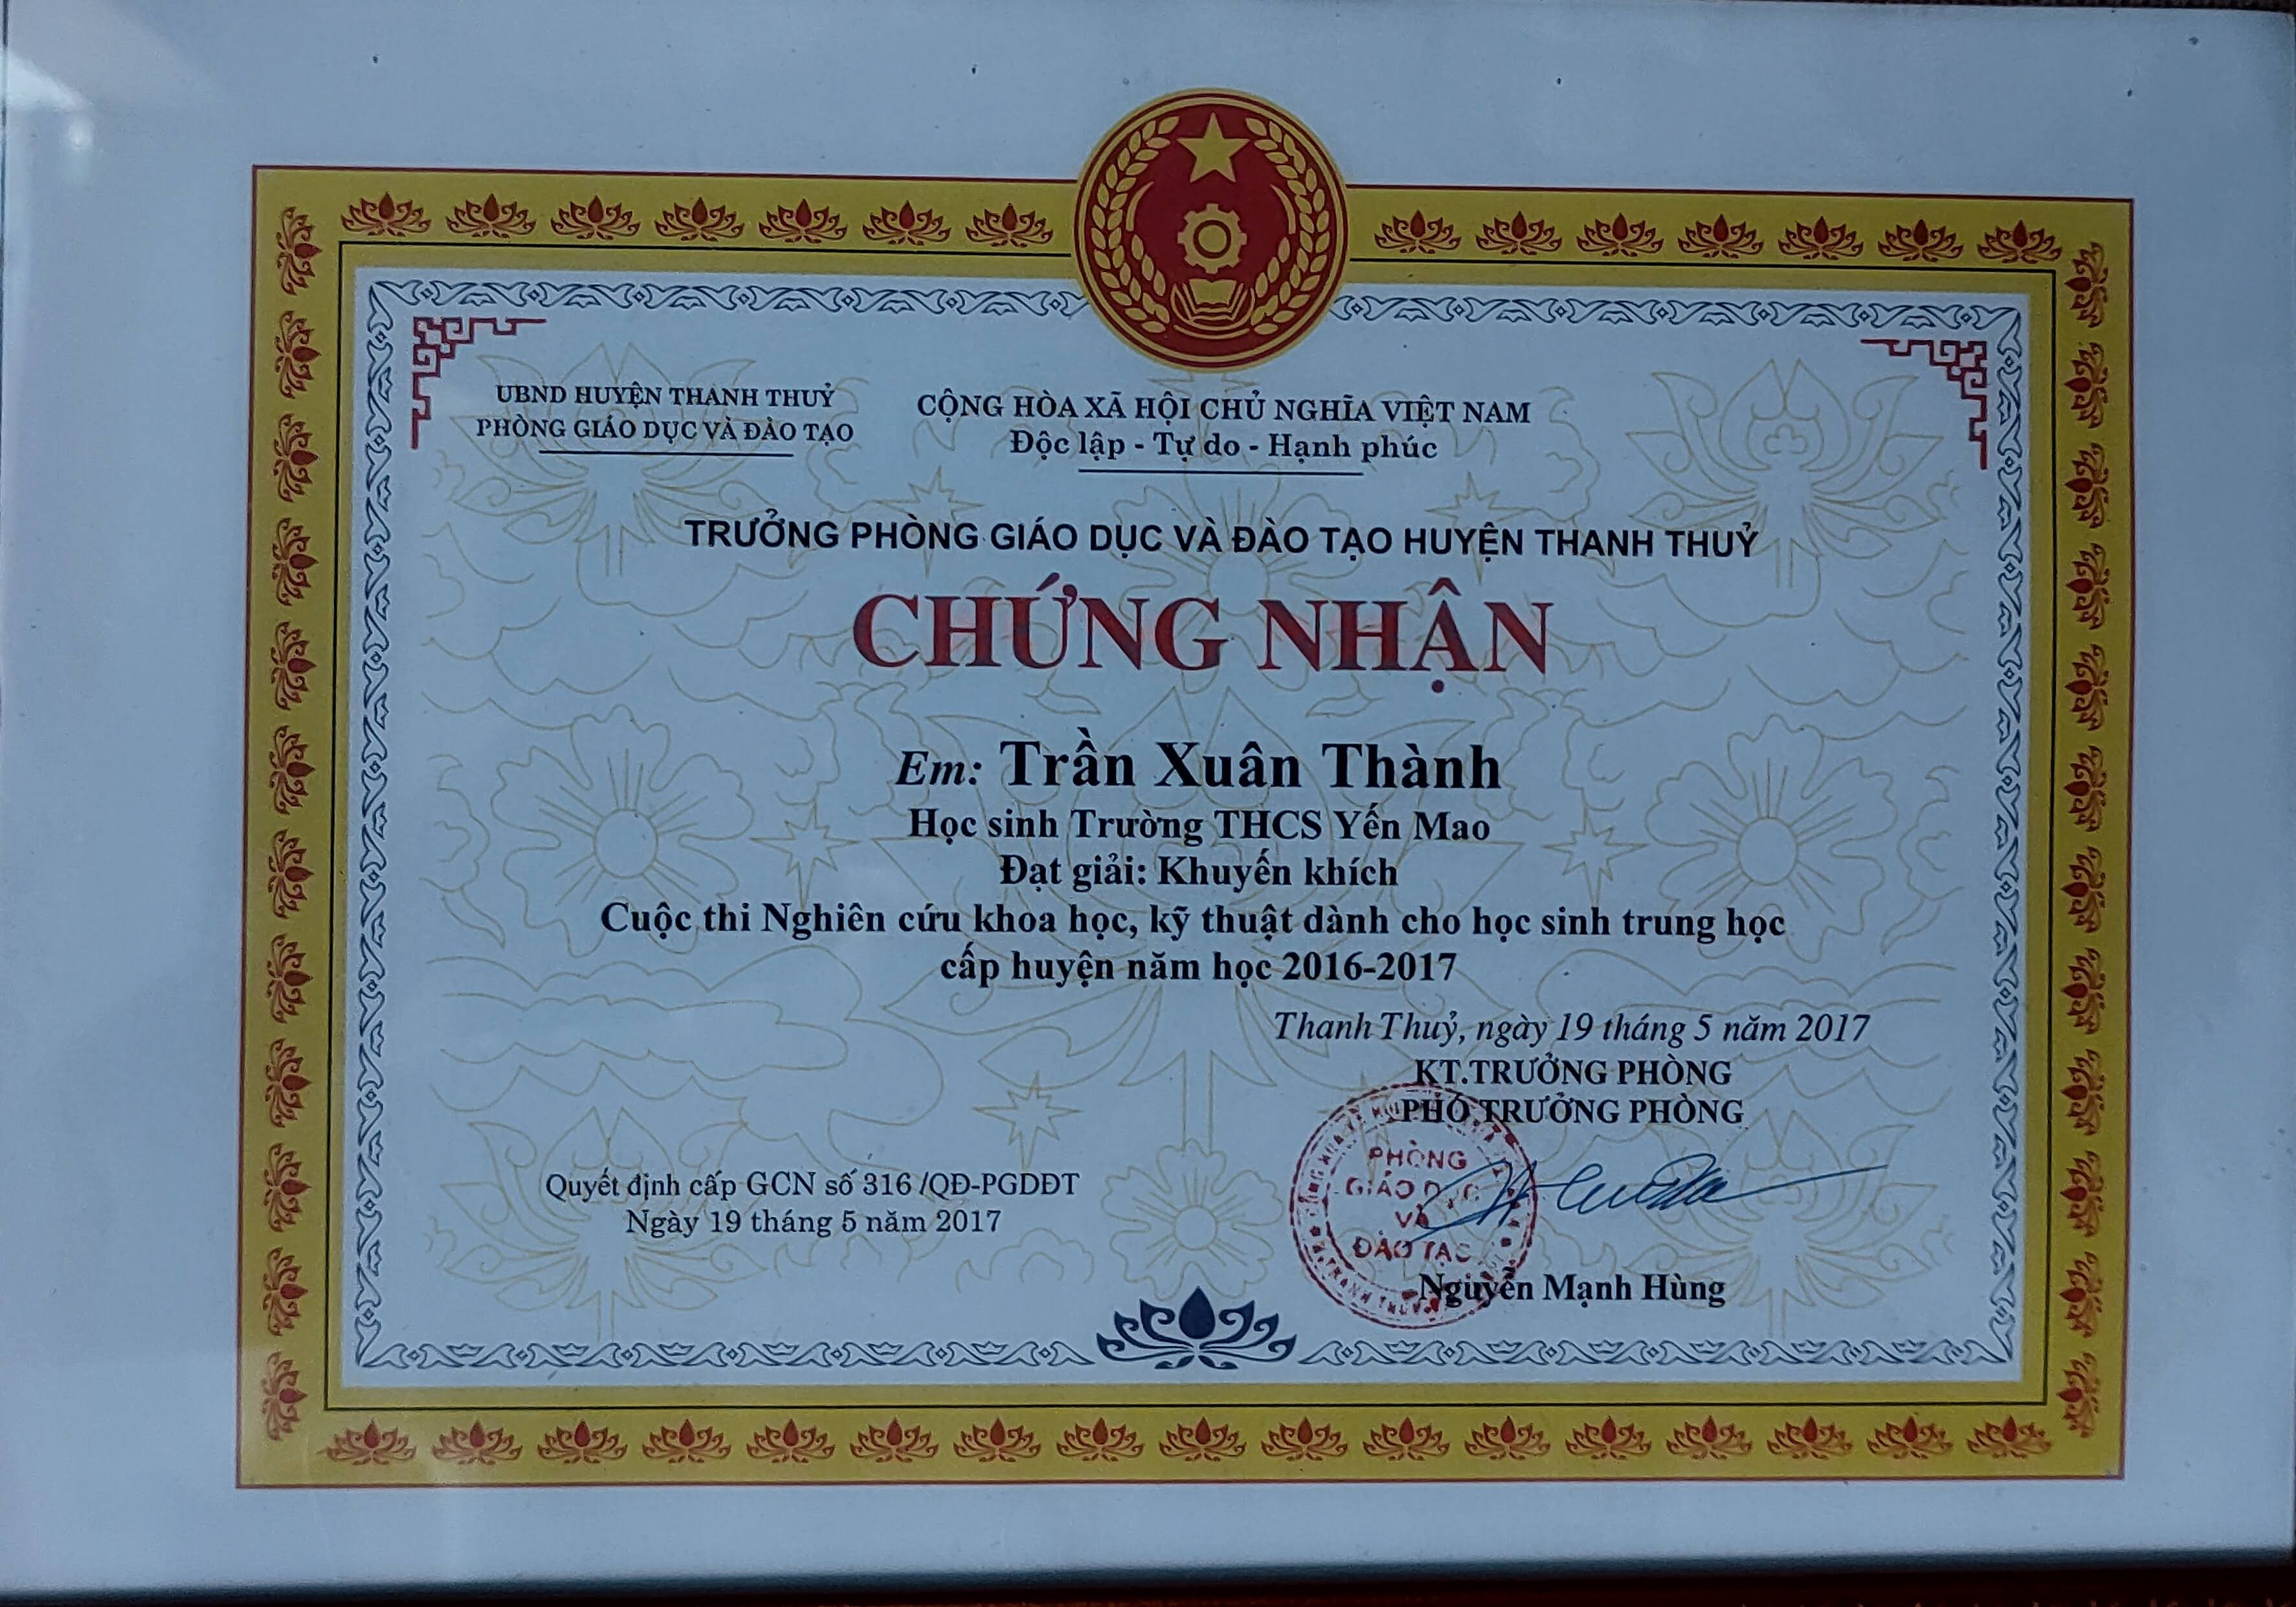 UBND HUYỆN THANH THUỶ
PHÒNG GIÁO DỤC VÀ ĐÀO TẠO
CỘNG HÒA XÃ HỘI CHỦ NGHĨA VIỆT NAM
Độc lập - Tự do - Hạnh phúc
TRƯỞNG PHÒNG GIÁO DỤC VÀ ĐÀO TẠO HUYỆN THANH THUỶ
CHỨNG NHẬN
Em: Trần Xuân Thành
Học sinh Trường THCS Yến Mao
Đạt giải: Khuyến khích
Cuộc thi Nghiên cứu khoa học, kỹ thuật dành cho học sinh trung học
cấp huyện năm học 2016-2017
Thanh Thuỷ, ngày 19 tháng 5 năm 2017
KT.TRƯỞNG PHÒNG
PHÓ TRƯỞNG PHÒNG
PHÒNG
GIÁO DỤC
VÀ
ĐÀO TẠO
Nguyễn Mạnh Hùng
Quyết định cấp GCN số 316 /QĐ-PGDĐT
Ngày 19 tháng 5 năm 2017